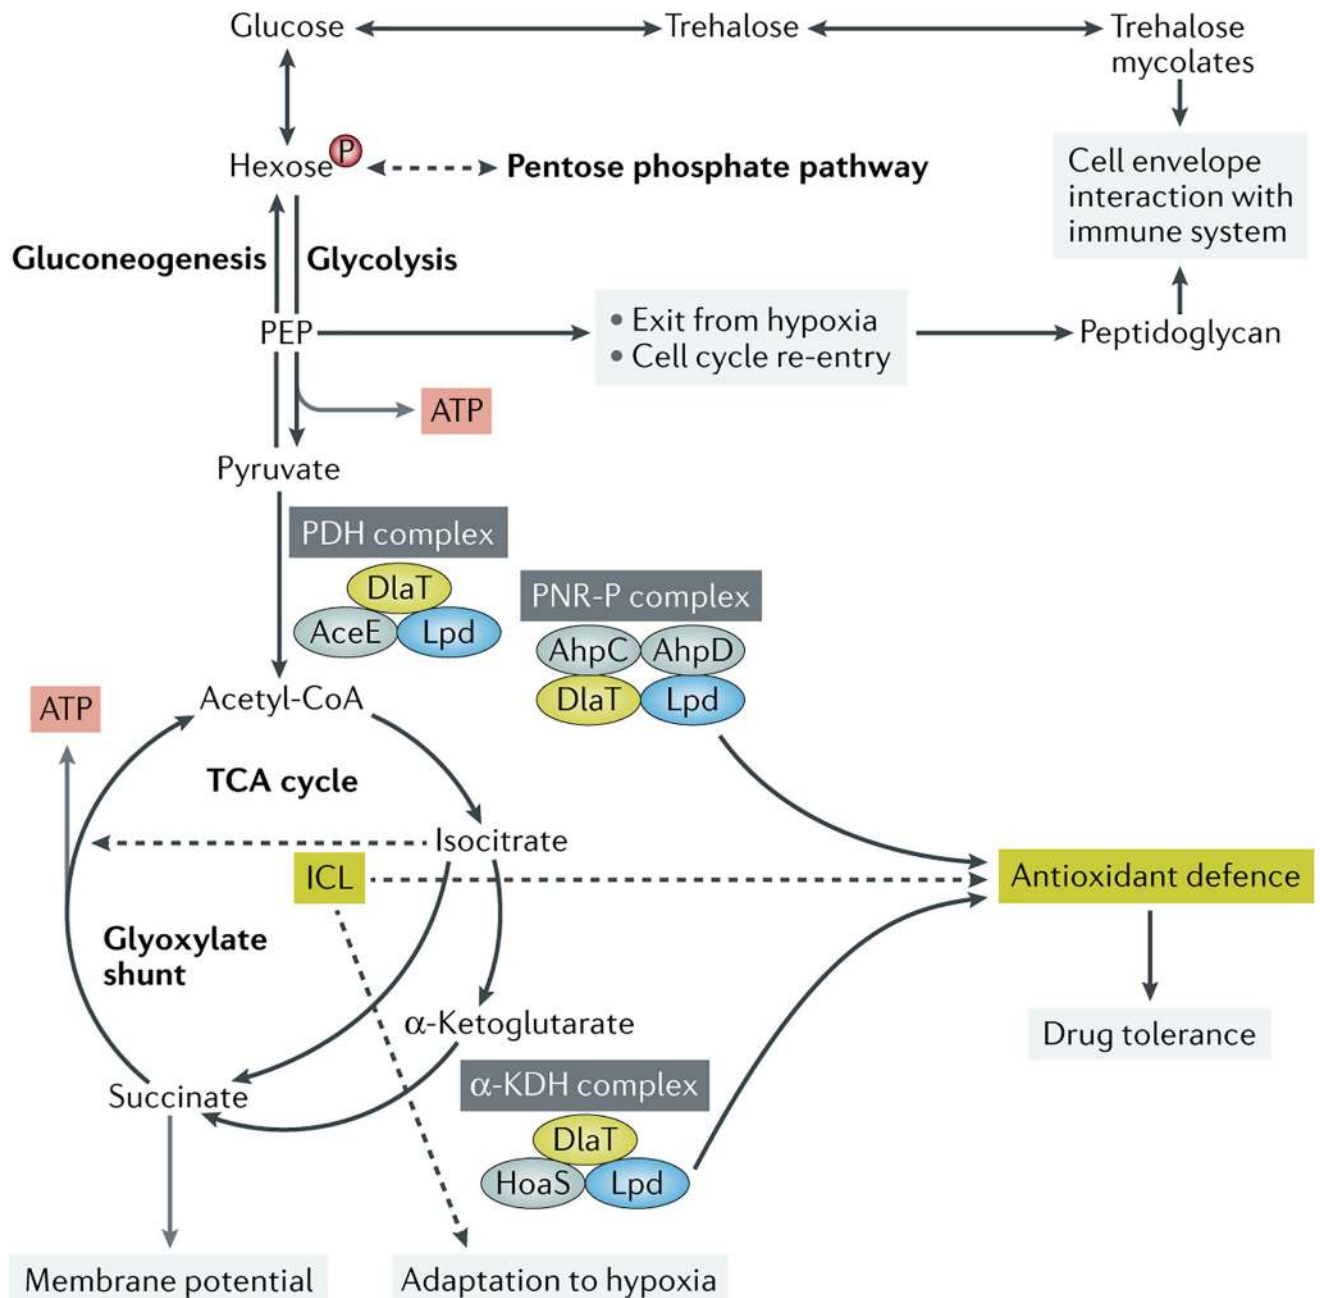 Glucose
Trehalose
Trehalose
mycolates
Hexose P
Pentose phosphate pathway
Cell envelope
interaction with
immune system
Gluconeogenesis
Glycolysis
PEP
• Exit from hypoxia
• Cell cycle re-entry
Peptidoglycan
ATP
Pyruvate
PDH complex
DlaT
AceE
Lpd
PNR-P complex
AhpC
AhpD
DlaT
Lpd
ATP
Acetyl-CoA
TCA cycle
Isocitrate
ICL
Antioxidant defence
Glyoxylate
shunt
α-Ketoglutarate
Drug tolerance
Succinate
α-KDH complex
DlaT
HoaS
Lpd
Membrane potential
Adaptation to hypoxia